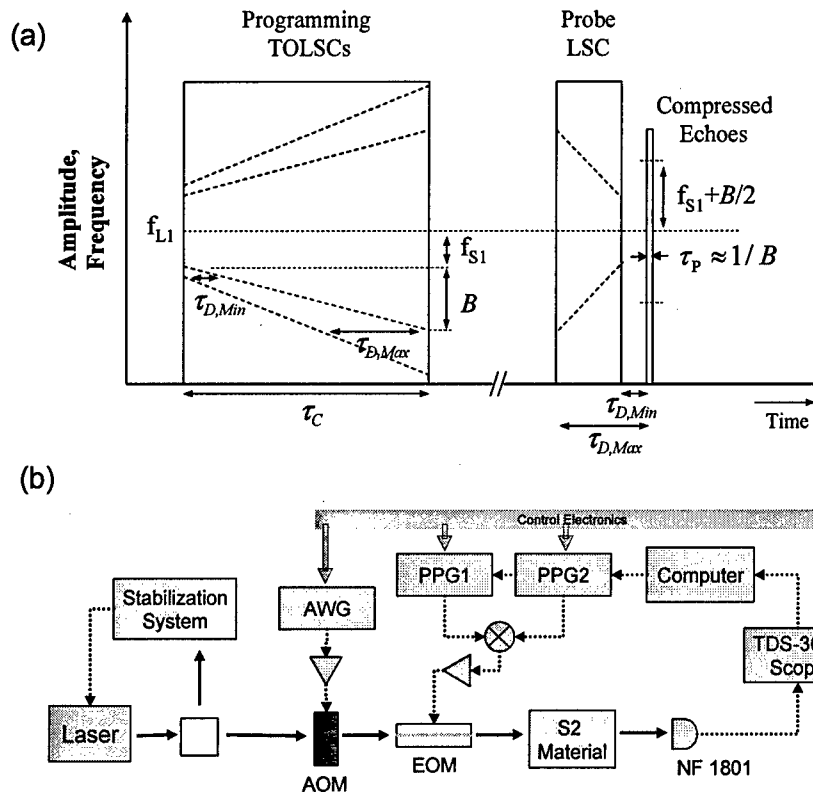 (a)
Programming
TOLSCs
Probe
LSC
Compressed
Echoes
Amplitude,
Frequency
f_L1
f_S1
f_S1+B/2
τ_P ≈ 1/B
B
τ_D,Min
τ_D,Max
τ_C
τ_D,Min
τ_D,Max
Time
(b)
Control Electronics
PPG1
PPG2
Computer
AWG
Stabilization
System
TDS-30
Scop
Laser
AOM
EOM
S2
Material
NF 1801